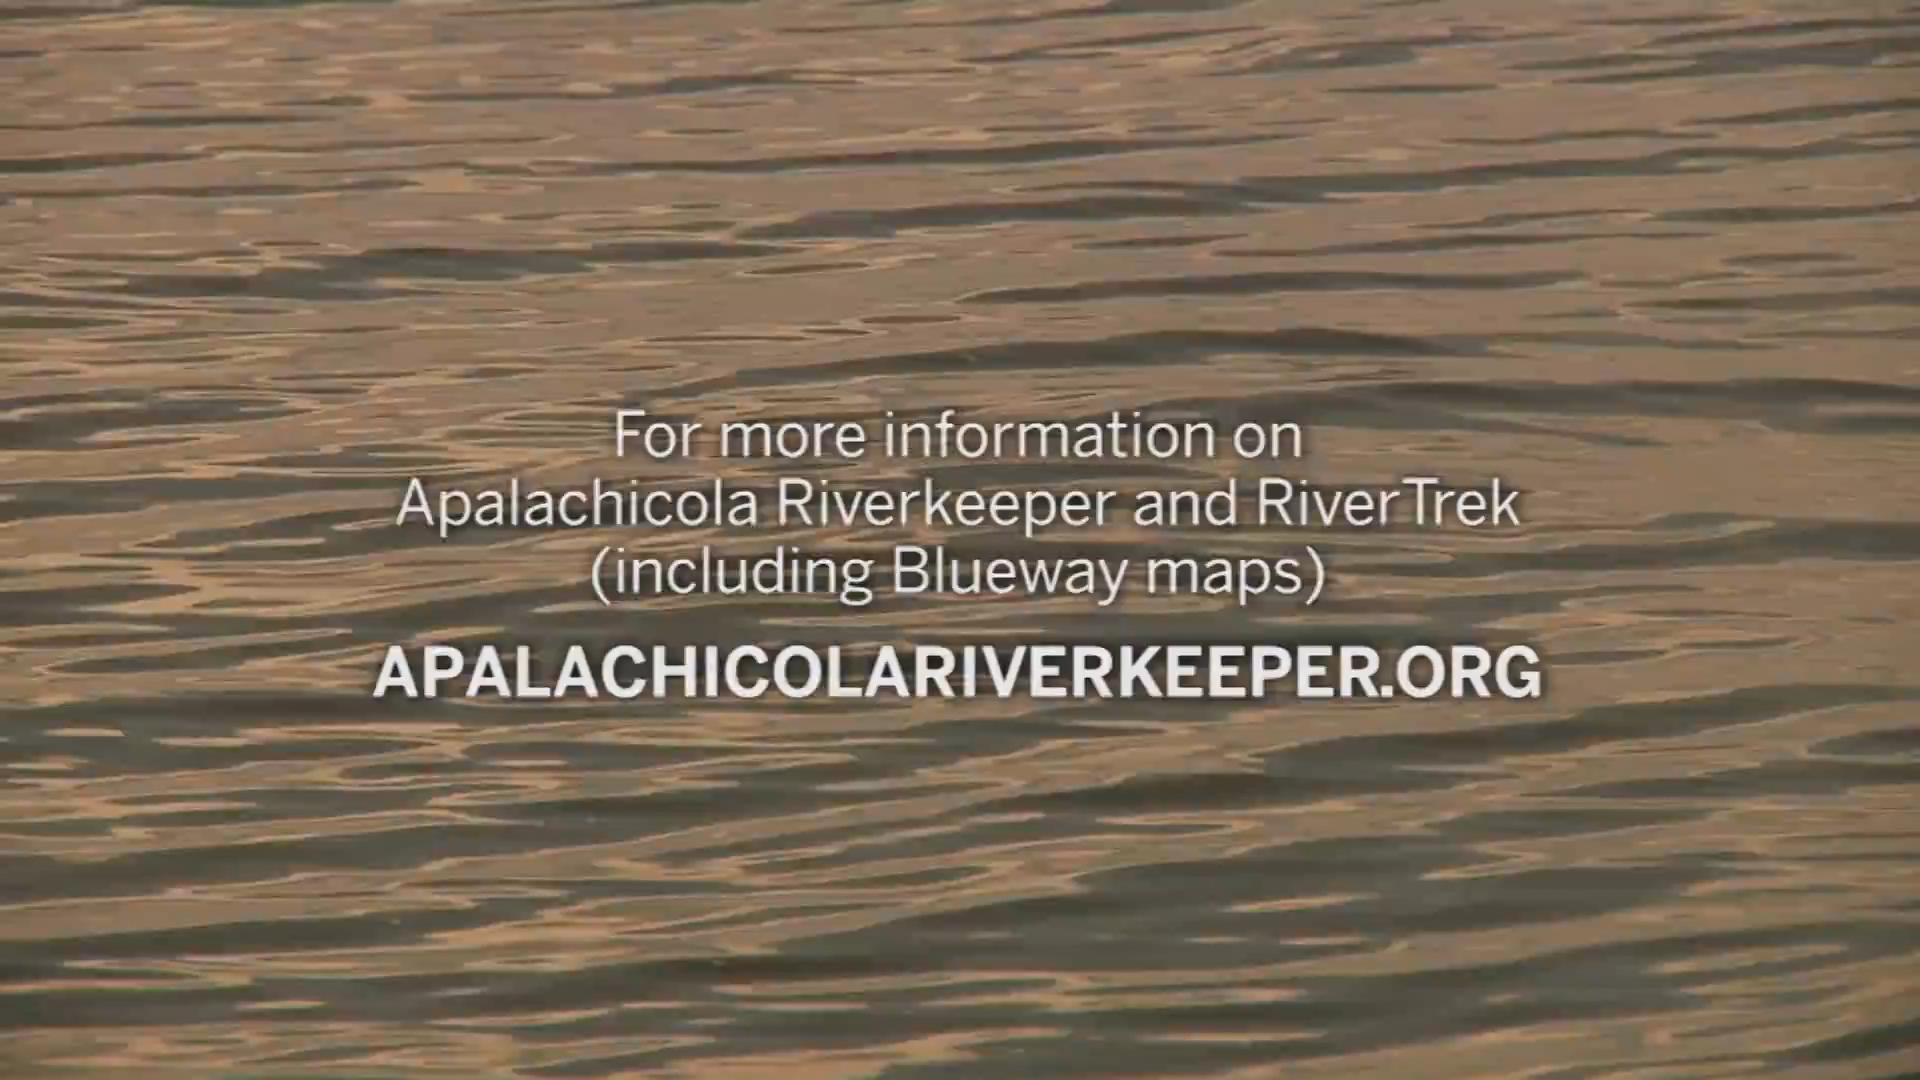 For more information on
Apalachicola Riverkeeper and RiverTrek
(including Blueway maps)
APALACHICOLARIVERKEEPER.ORG